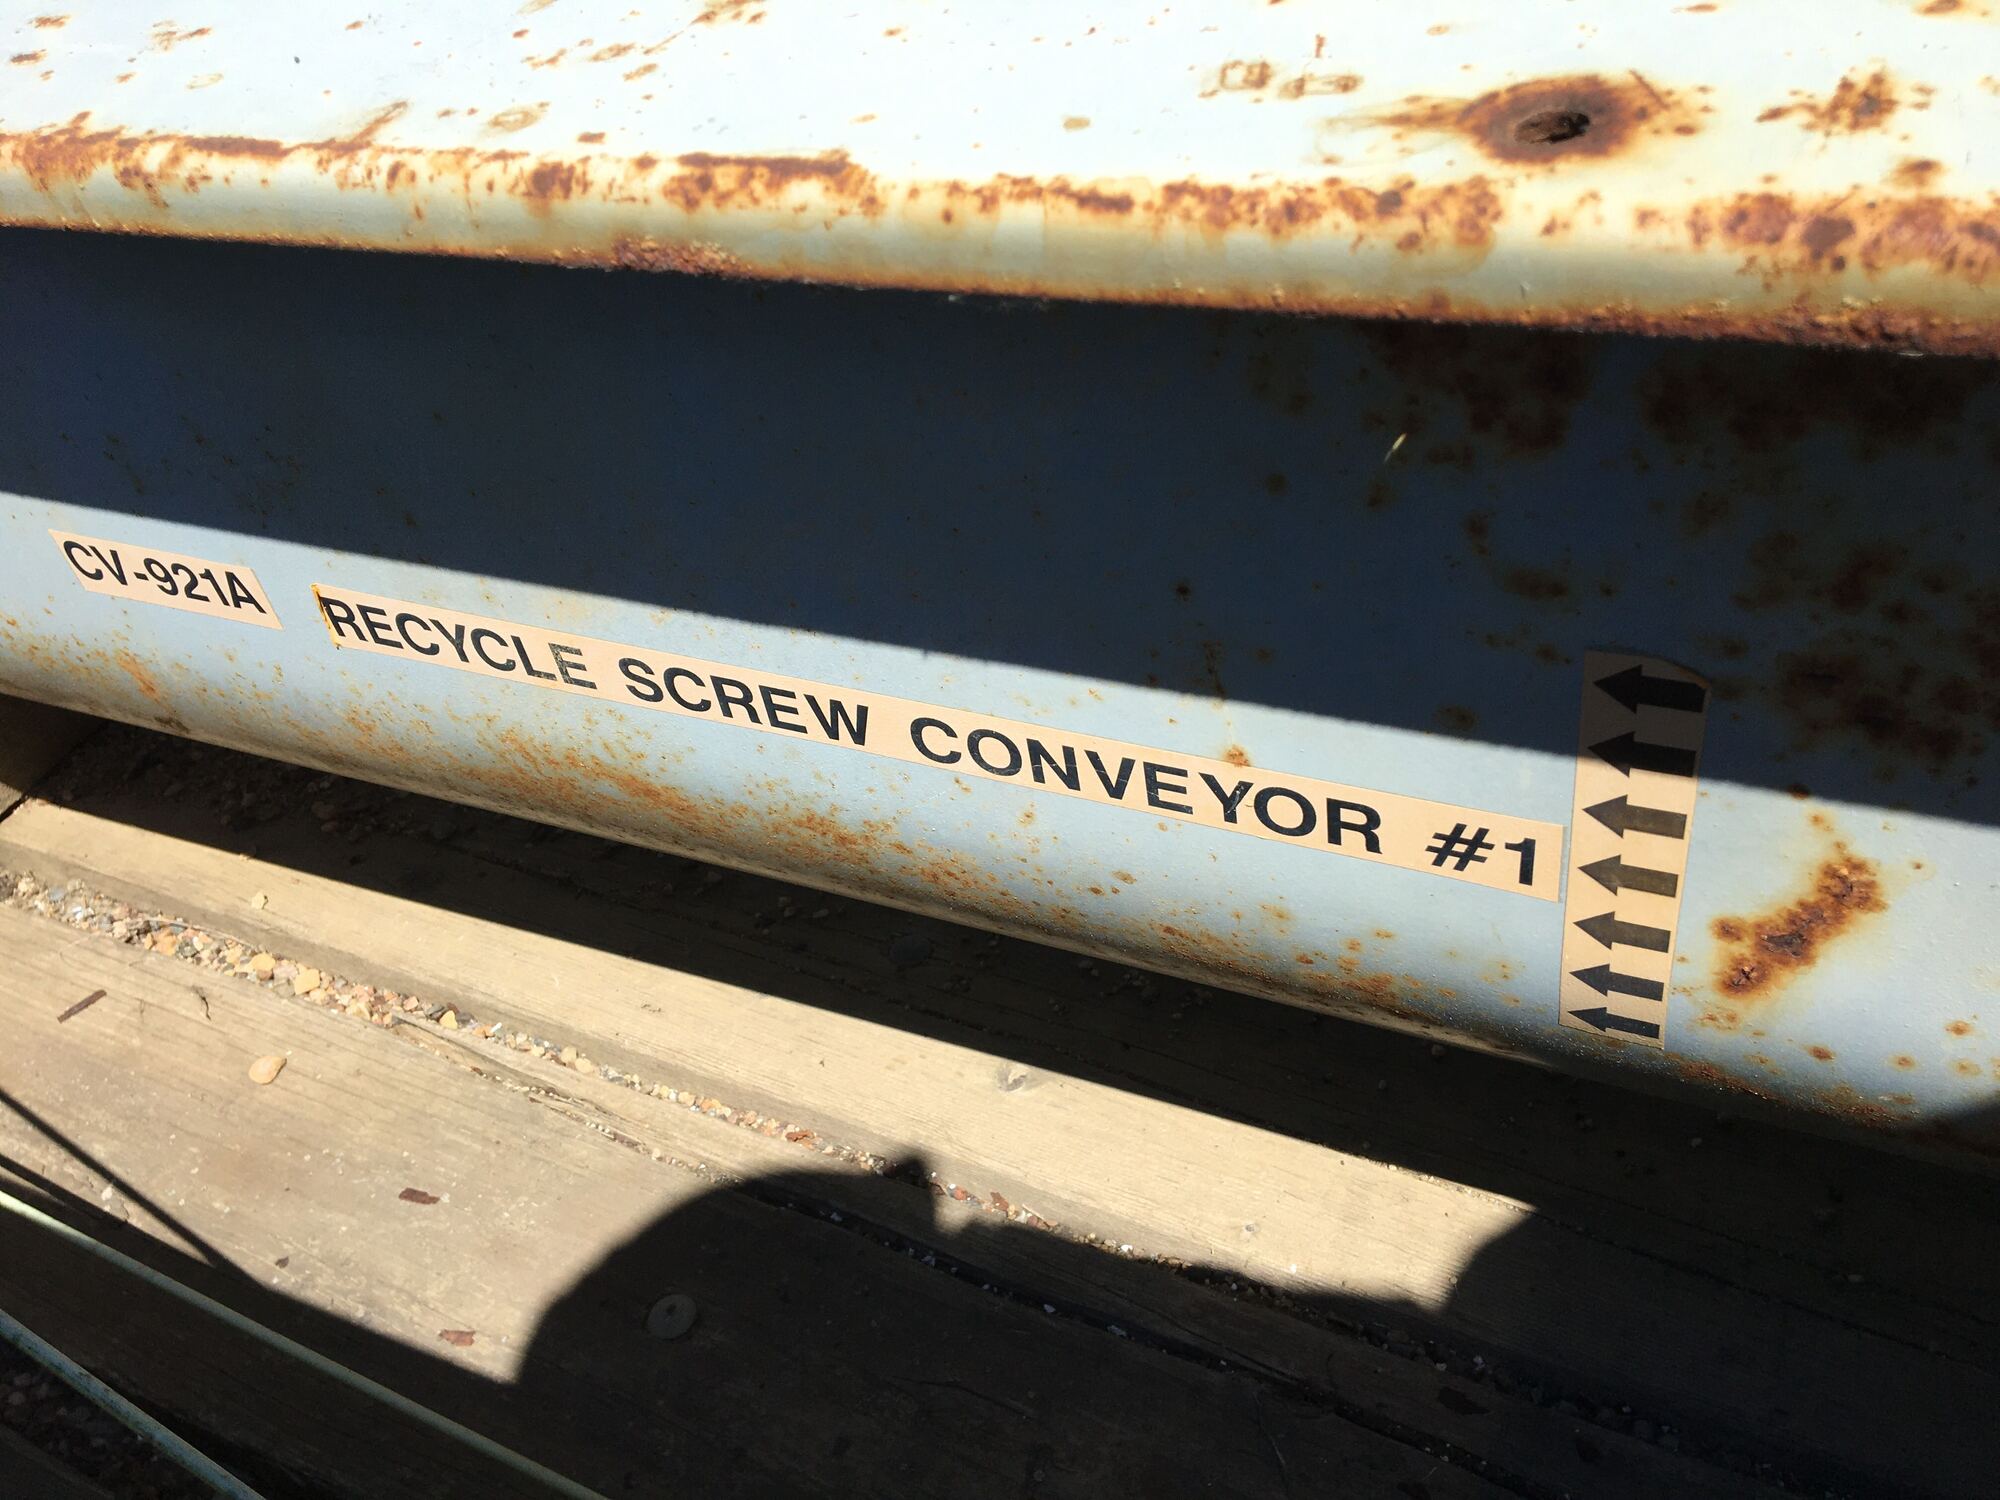 CV-921A
RECYCLE SCREW CONVEYOR #1